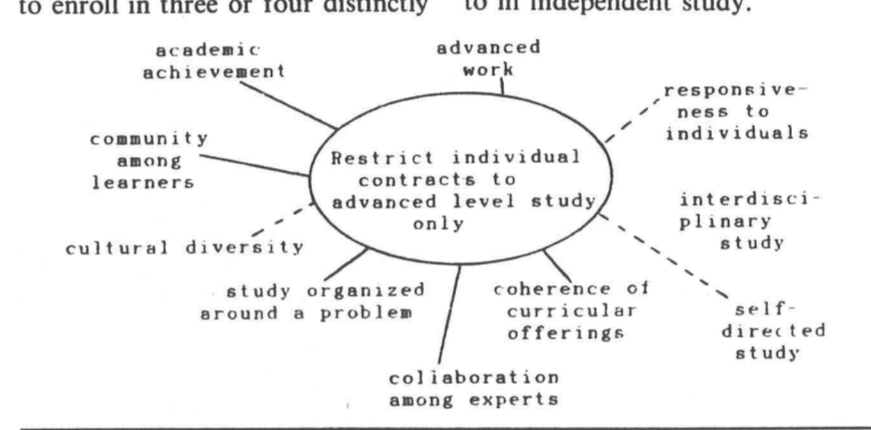 to enroll in three or four distinctly to in independent study.
academic
achievement
advanced
work
responsive-
ness to
individuals
community
among
learners
Restrict individual
contracts to
advanced level study
only
interdisci-
plinary
study
cultural diversity
study organized
around a problem
coherence of
curricular
offerings
self-
directed
study
collaboration
among experts